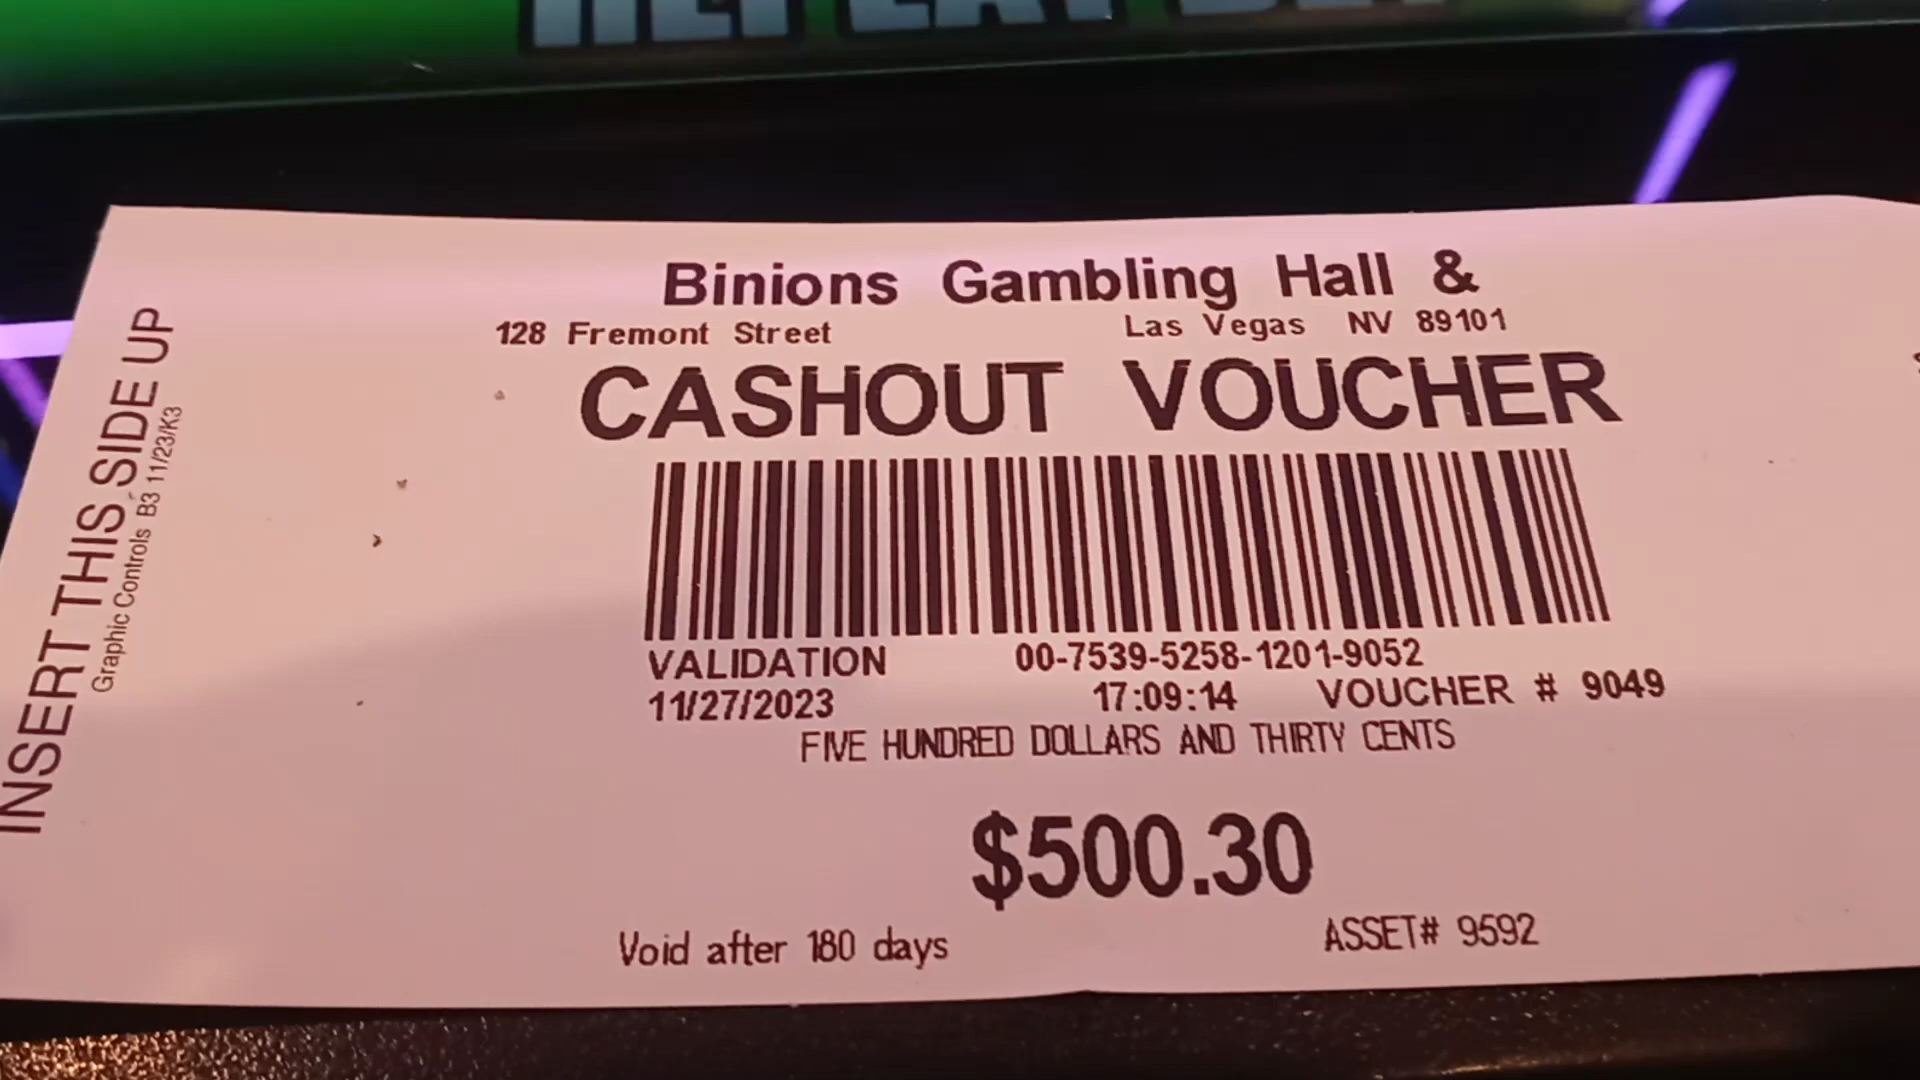 Binions Gambling Hall &
128 Fremont Street Las Vegas NV 89101
CASHOUT VOUCHER
INSERT THIS SIDE UP
Graphic Controls B3 11/23/K3
VALIDATION 00-7539-5258-1201-9052
11/27/2023 17:09:14 VOUCHER # 9049
FIVE HUNDRED DOLLARS AND THIRTY CENTS
$500.30
Void after 180 days ASSET# 9592